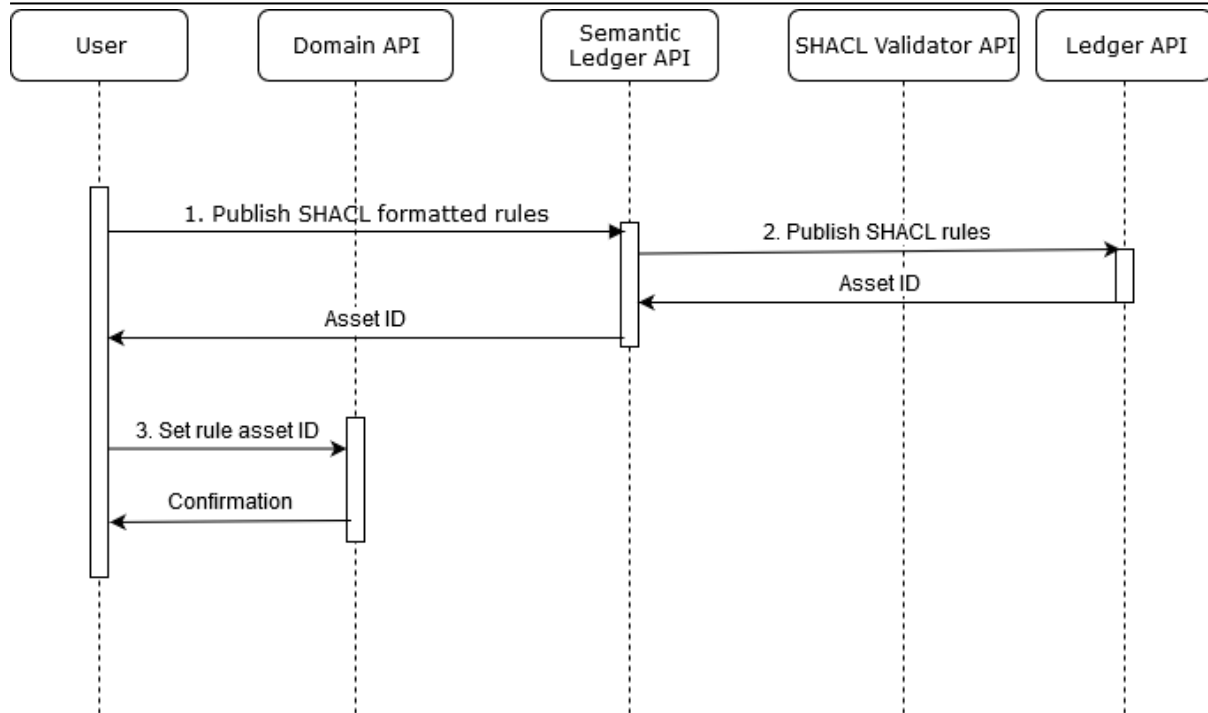 User
Domain API
Semantic
Ledger API
SHACL Validator API
Ledger API
1. Publish SHACL formatted rules
2. Publish SHACL rules
Asset ID
Asset ID
3. Set rule asset ID
Confirmation